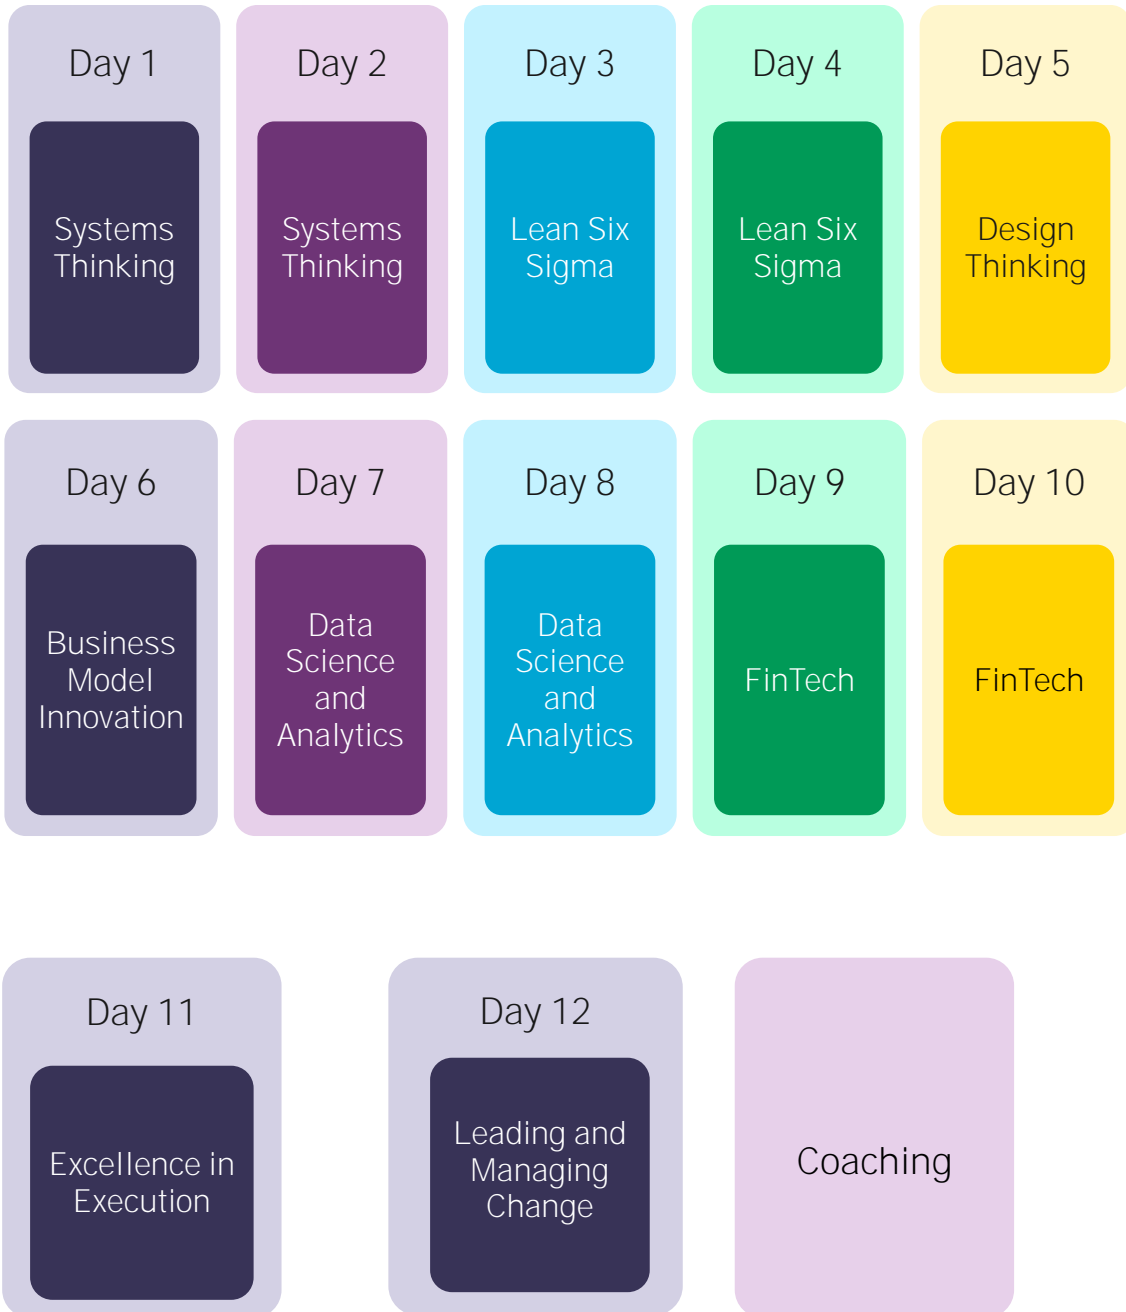 Day 1
Systems
Thinking
Day 2
Systems
Thinking
Day 3
Lean Six
Sigma
Day 4
Lean Six
Sigma
Day 5
Design
Thinking
Day 6
Business
Model
Innovation
Day 7
Data
Science
and
Analytics
Day 8
Data
Science
and
Analytics
Day 9
FinTech
Day 10
FinTech
Day 11
Excellence in
Execution
Day 12
Leading and
Managing
Change
Coaching